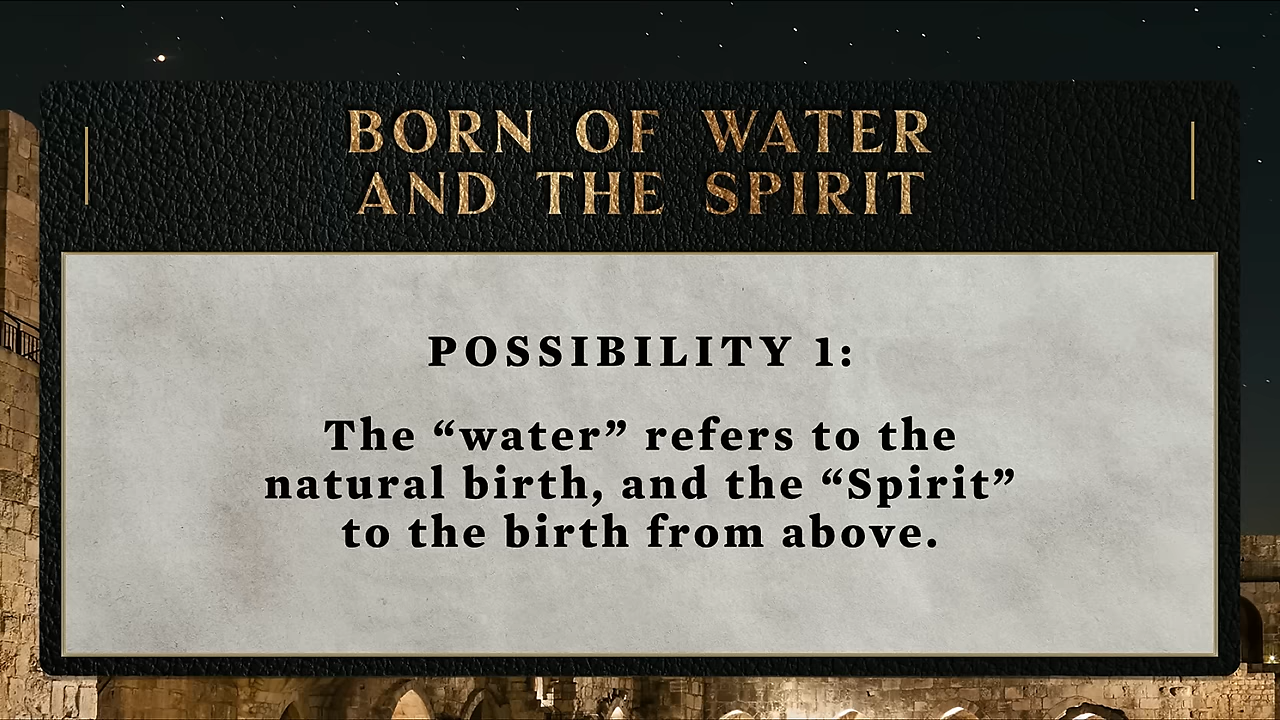 BORN OF WATER
AND THE SPIRIT
POSSIBILITY 1:
The “water” refers to the
natural birth, and the “Spirit”
to the birth from above.